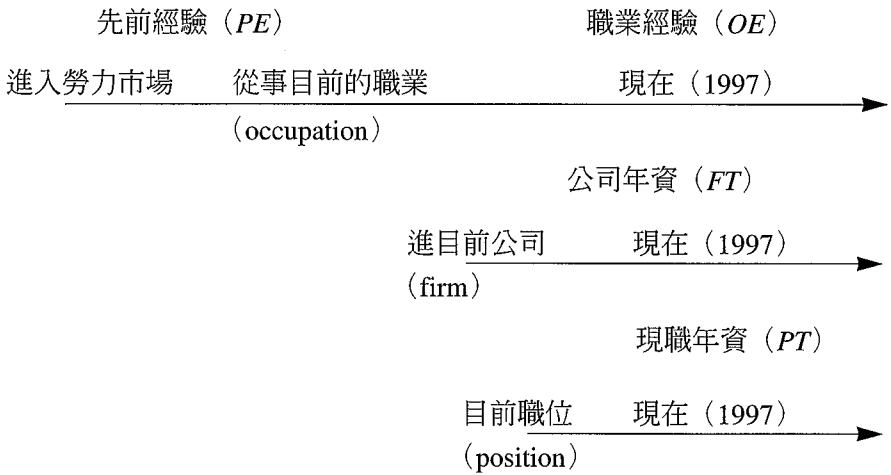 先前經驗（PE） 職業經驗（OE）
進入勞力市場 從事目前的職業 現在（1997）
（occupation）
公司年資（FT）
進目前公司 現在（1997）
（firm）
現職年資（PT）
目前職位 現在（1997）
（position）